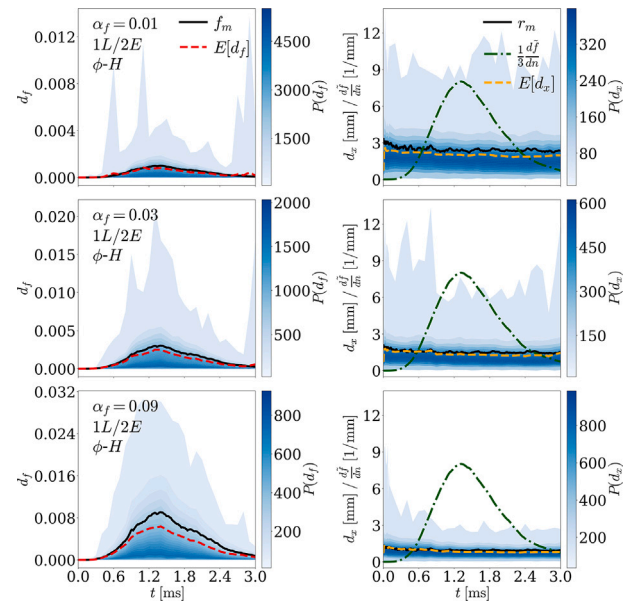 α_f = 0.01
1L/2E
ϕ-H
f_m
E[d_f]
0.012
0.008
0.004
0.000
d_f
4500
3000
1500
P(d_f)
r_m
1/3 df̃/dn
E[d_x]
12
9
6
3
0
d_x [mm] / df̃/dn [1/mm]
320
240
160
80
P(d_x)
α_f = 0.03
1L/2E
ϕ-H
0.020
0.015
0.010
0.005
0.000
d_f
2000
1500
1000
500
P(d_f)
12
9
6
3
0
d_x [mm] / df̃/dn [1/mm]
600
450
300
150
P(d_x)
α_f = 0.09
1L/2E
ϕ-H
0.032
0.024
0.016
0.008
0.000
d_f
0.0 0.6 1.2 1.8 2.4 3.0
t [ms]
800
600
400
200
P(d_f)
12
9
6
3
0
d_x [mm] / df̃/dn [1/mm]
0.0 0.6 1.2 1.8 2.4 3.0
t [ms]
800
600
400
200
P(d_x)